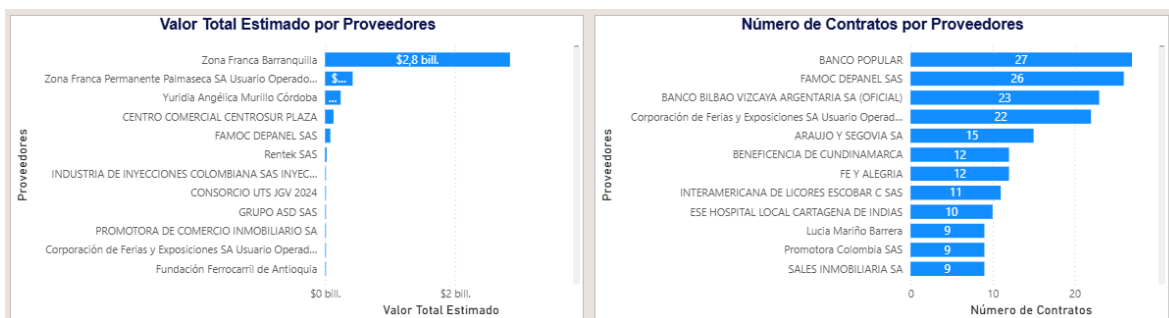 Valor Total Estimado por Proveedores
Proveedores
Zona Franca Barranquilla
$2,8 bill.
Zona Franca Permanente Palmaseca SA Usuario Operado...
$...
Yuridia Angélica Murillo Córdoba
...
CENTRO COMERCIAL CENTROSUR PLAZA
FAMOC DEPANEL SAS
Rentek SAS
INDUSTRIA DE INYECCIONES COLOMBIANA SAS INYEC...
CONSORCIO UTS JGV 2024
GRUPO ASD SAS
PROMOTORA DE COMERCIO INMOBILIARIO SA
Corporación de Ferias y Exposiciones SA Usuario Operad...
Fundación Ferrocarril de Antioquia
$0 bill.
$2 bill.
Valor Total Estimado
Número de Contratos por Proveedores
Proveedores
BANCO POPULAR
27
FAMOC DEPANEL SAS
26
BANCO BILBAO VIZCAYA ARGENTARIA SA (OFICIAL)
23
Corporación de Ferias y Exposiciones SA Usuario Operad...
22
ARAUJO Y SEGOVIA SA
15
BENEFICENCIA DE CUNDINAMARCA
12
FE Y ALEGRIA
12
INTERAMERICANA DE LICORES ESCOBAR C SAS
11
ESE HOSPITAL LOCAL CARTAGENA DE INDIAS
10
Lucia Mariño Barrera
9
Promotora Colombia SAS
9
SALES INMOBILIARIA SA
9
0
10
20
Número de Contratos